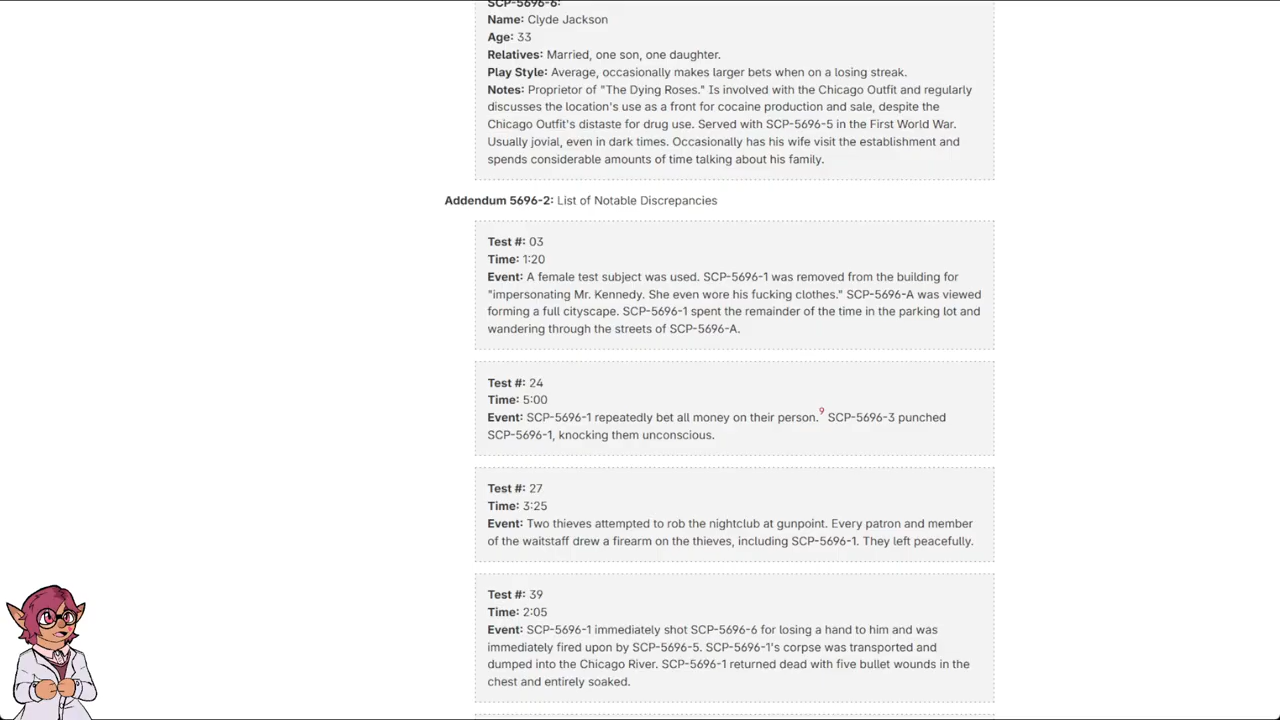 SCP-5696-6:
Name: Clyde Jackson
Age: 33
Relatives: Married, one son, one daughter.
Play Style: Average, occasionally makes larger bets when on a losing streak.
Notes: Proprietor of "The Dying Roses." Is involved with the Chicago Outfit and regularly
discusses the location's use as a front for cocaine production and sale, despite the
Chicago Outfit's distaste for drug use. Served with SCP-5696-5 in the First World War.
Usually jovial, even in dark times. Occasionally has his wife visit the establishment and
spends considerable amounts of time talking about his family.
Addendum 5696-2: List of Notable Discrepancies
Test #: 03
Time: 1:20
Event: A female test subject was used. SCP-5696-1 was removed from the building for
"impersonating Mr. Kennedy. She even wore his fucking clothes." SCP-5696-A was viewed
forming a full cityscape. SCP-5696-1 spent the remainder of the time in the parking lot and
wandering through the streets of SCP-5696-A.
Test #: 24
Time: 5:00
Event: SCP-5696-1 repeatedly bet all money on their person.9 SCP-5696-3 punched
SCP-5696-1, knocking them unconscious.
Test #: 27
Time: 3:25
Event: Two thieves attempted to rob the nightclub at gunpoint. Every patron and member
of the waitstaff drew a firearm on the thieves, including SCP-5696-1. They left peacefully.
Test #: 39
Time: 2:05
Event: SCP-5696-1 immediately shot SCP-5696-6 for losing a hand to him and was
immediately fired upon by SCP-5696-5. SCP-5696-1's corpse was transported and
dumped into the Chicago River. SCP-5696-1 returned dead with five bullet wounds in the
chest and entirely soaked.